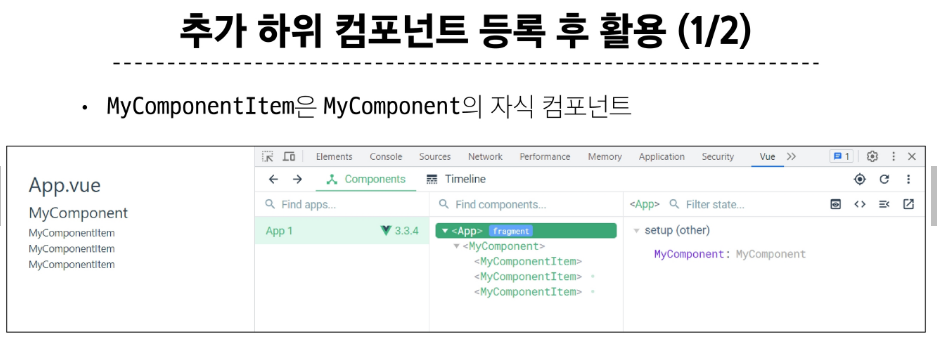 추가 하위 컴포넌트 등록 후 활용 (1/2)
• MyComponentItem은 MyComponent의 자식 컴포넌트
App.vue
MyComponent
MyComponentItem
MyComponentItem
MyComponentItem
Elements Console Sources Network Performance Memory Application Security Vue 1
Components Timeline
Find apps... Find components... <App> Filter state...
App 1 3.3.4
<App> fragment
<MyComponent>
<MyComponentItem>
<MyComponentItem>
<MyComponentItem>
setup (other)
MyComponent: MyComponent